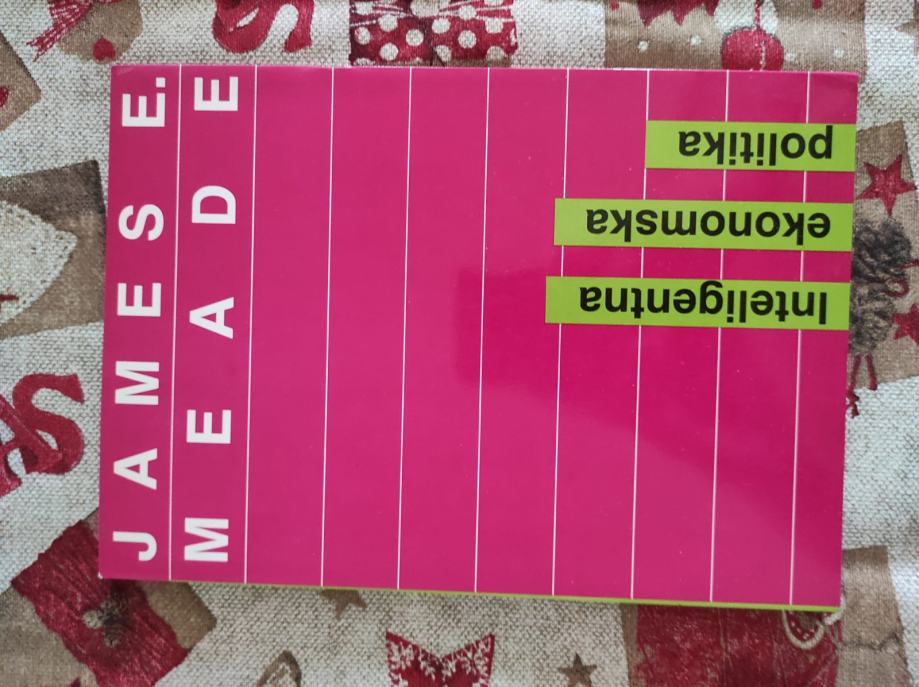 JAMES E.
MEADE
Inteligentna
ekonomska
politika